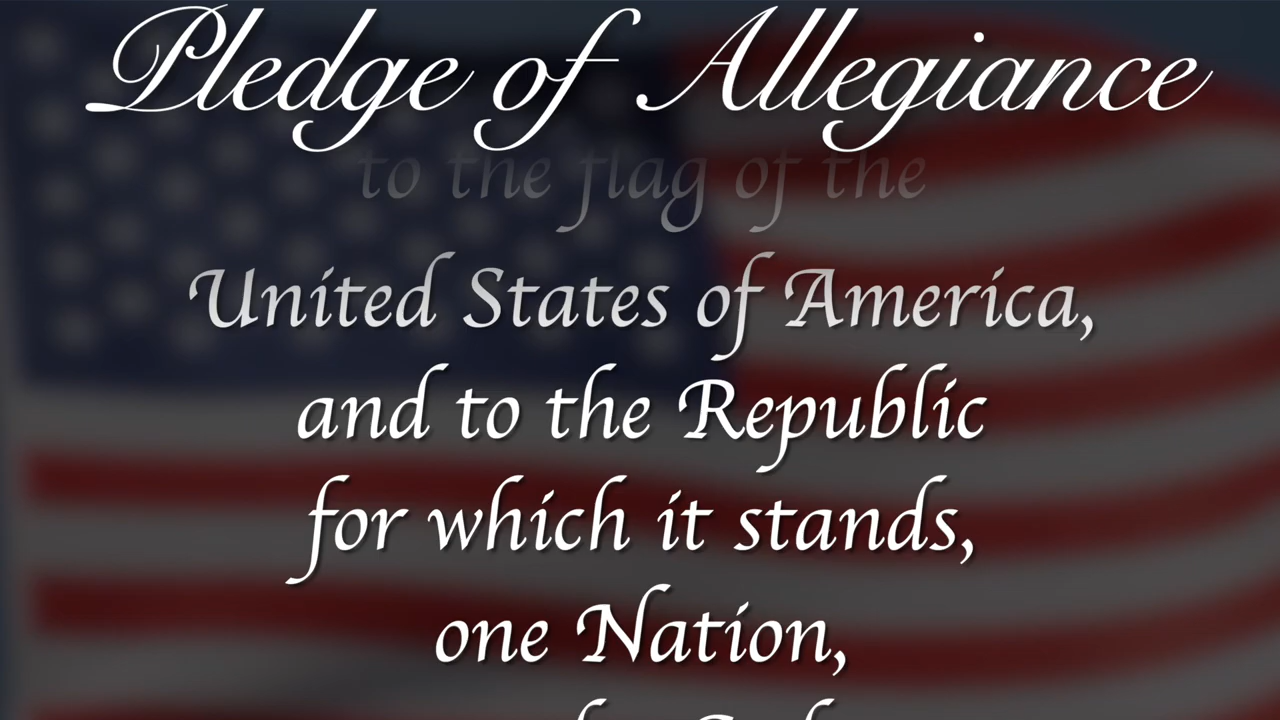 Pledge of Allegiance
to the flag of the
United States of America,
and to the Republic
for which it stands,
one Nation,